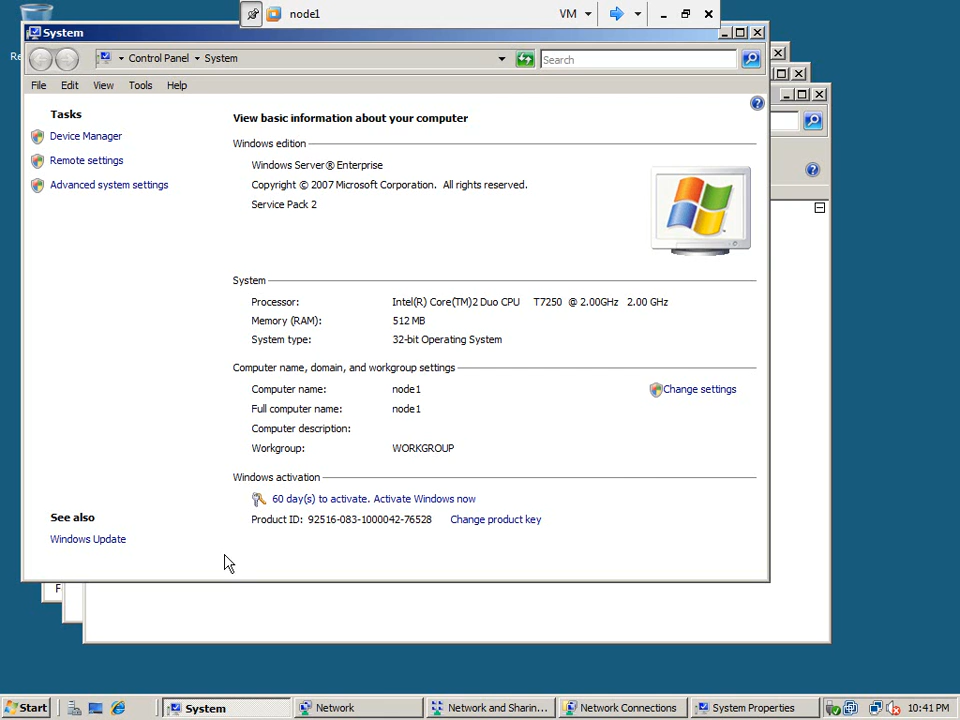 node1
VM
Re
System
Control Panel
System
Search
File Edit View Tools Help
Tasks
Device Manager
Remote settings
Advanced system settings
View basic information about your computer
Windows edition
Windows Server® Enterprise
Copyright © 2007 Microsoft Corporation. All rights reserved.
Service Pack 2
System
Processor: Intel(R) Core(TM)2 Duo CPU T7250 @ 2.00GHz 2.00 GHz
Memory (RAM): 512 MB
System type: 32-bit Operating System
Computer name, domain, and workgroup settings
Computer name: node1
Change settings
Full computer name: node1
Computer description:
Workgroup: WORKGROUP
Windows activation
60 day(s) to activate. Activate Windows now
Product ID: 92516-083-1000042-76528 Change product key
See also
Windows Update
F
Start
System
Network
Network and Sharin...
Network Connections
System Properties
10:41 PM